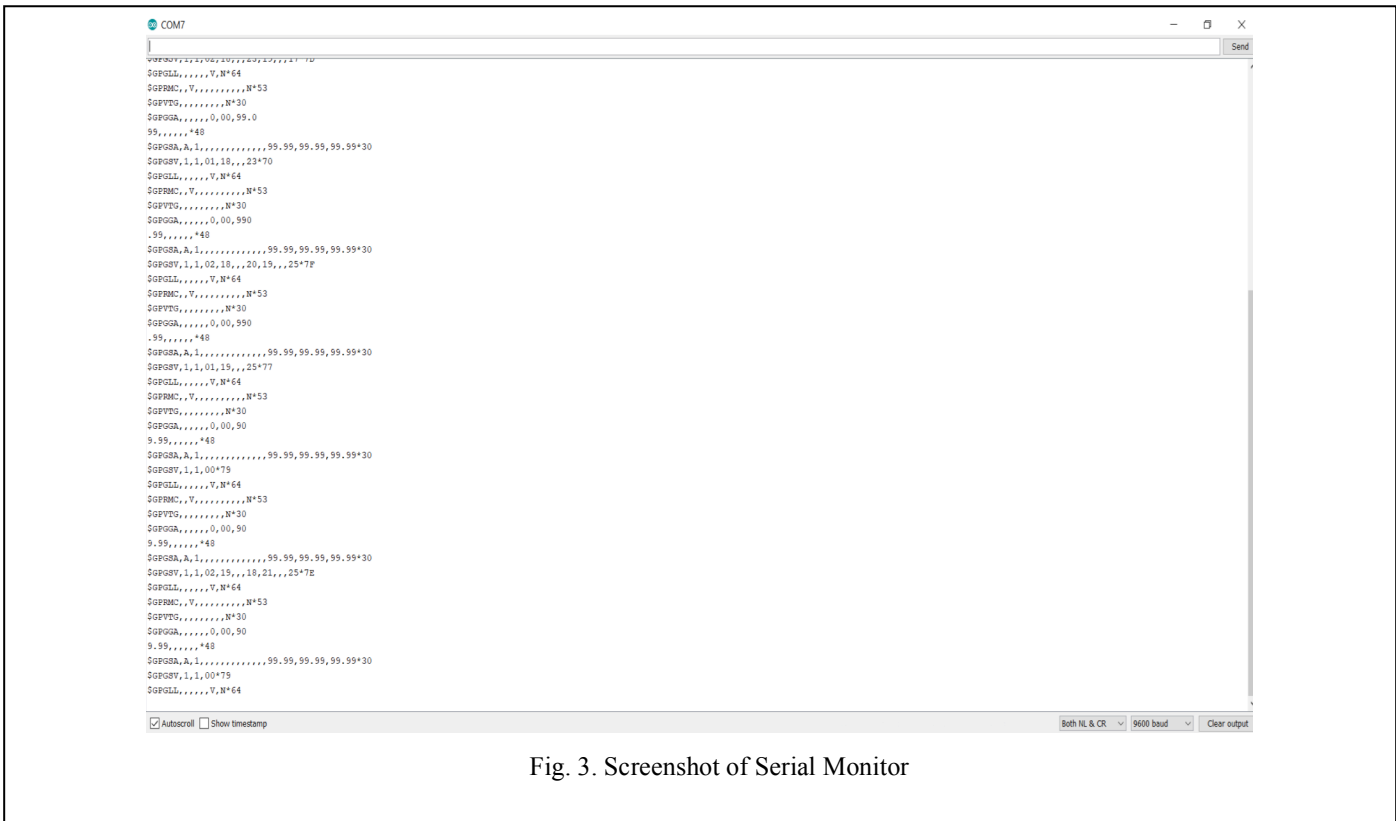 COM7
Send
$GPGLL,,,,,,V,N*64
$GPRMC,,V,,,,,,,,,,N*53
$GPVTG,,,,,,,,,N*30
$GPGGA,,,,,,0,00,99.0
99,,,,,,*48
$GPGSA,A,1,,,,,,,,,,,,,99.99,99.99,99.99*30
$GPGSV,1,1,01,18,,,23*70
$GPGLL,,,,,,V,N*64
$GPRMC,,V,,,,,,,,,,N*53
$GPVTG,,,,,,,,,N*30
$GPGGA,,,,,,0,00,990
.99,,,,,,*48
$GPGSA,A,1,,,,,,,,,,,,,99.99,99.99,99.99*30
$GPGSV,1,1,02,18,,,20,19,,,25*7F
$GPGLL,,,,,,V,N*64
$GPRMC,,V,,,,,,,,,,N*53
$GPVTG,,,,,,,,,N*30
$GPGGA,,,,,,0,00,990
.99,,,,,,*48
$GPGSA,A,1,,,,,,,,,,,,,99.99,99.99,99.99*30
$GPGSV,1,1,01,19,,,25*77
$GPGLL,,,,,,V,N*64
$GPRMC,,V,,,,,,,,,,N*53
$GPVTG,,,,,,,,,N*30
$GPGGA,,,,,,0,00,90
9.99,,,,,,*48
$GPGSA,A,1,,,,,,,,,,,,,99.99,99.99,99.99*30
$GPGSV,1,1,00*79
$GPGLL,,,,,,V,N*64
$GPRMC,,V,,,,,,,,,,N*53
$GPVTG,,,,,,,,,N*30
$GPGGA,,,,,,0,00,90
9.99,,,,,,*48
$GPGSA,A,1,,,,,,,,,,,,,99.99,99.99,99.99*30
$GPGSV,1,1,02,15,,,18,21,,,25*7E
$GPGLL,,,,,,V,N*64
$GPRMC,,V,,,,,,,,,,N*53
$GPVTG,,,,,,,,,N*30
$GPGGA,,,,,,0,00,90
9.99,,,,,,*48
$GPGSA,A,1,,,,,,,,,,,,,99.99,99.99,99.99*30
$GPGSV,1,1,00*79
$GPGLL,,,,,,V,N*64
Autoscroll Show timestamp Both NL & CR 9600 baud Clear output
Fig. 3. Screenshot of Serial Monitor